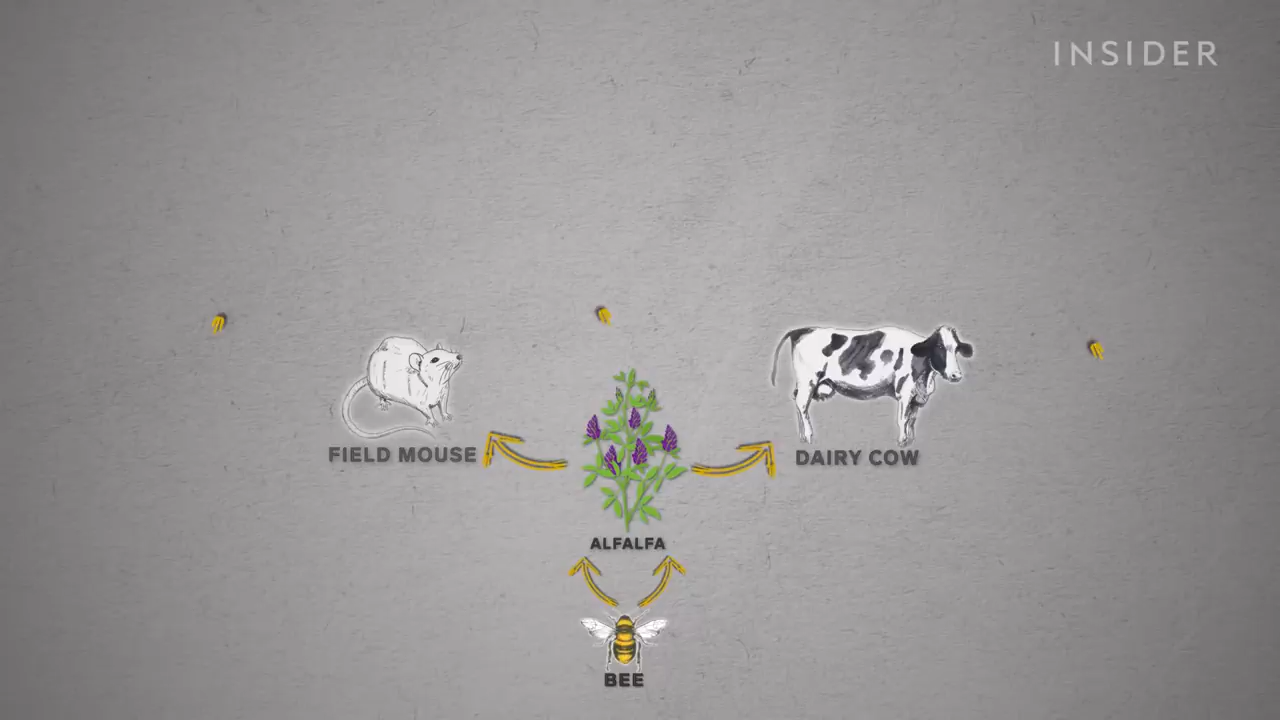 INSIDER
FIELD MOUSE
DAIRY COW
ALFALFA
BEE